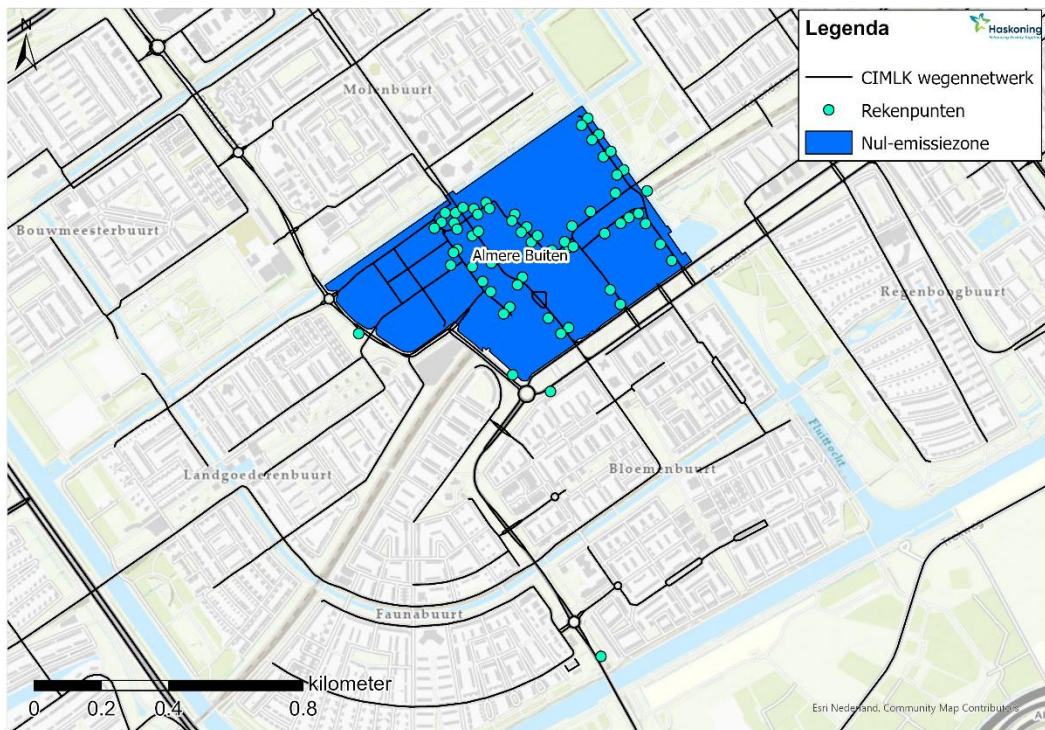 N
Legenda
Haskoning
CIMLK wegennetwerk
Rekenpunten
Nul-emissiezone
Molenbuurt
Bouwmeesterbuurt
Almere Buiten
Regenboogbuurt
Fluittocht
Landgoederenbuurt
Bloemenbuurt
Faunabuurt
kilometer
0 0.2 0.4 0.8
Esri Nederland, Community Map Contributors